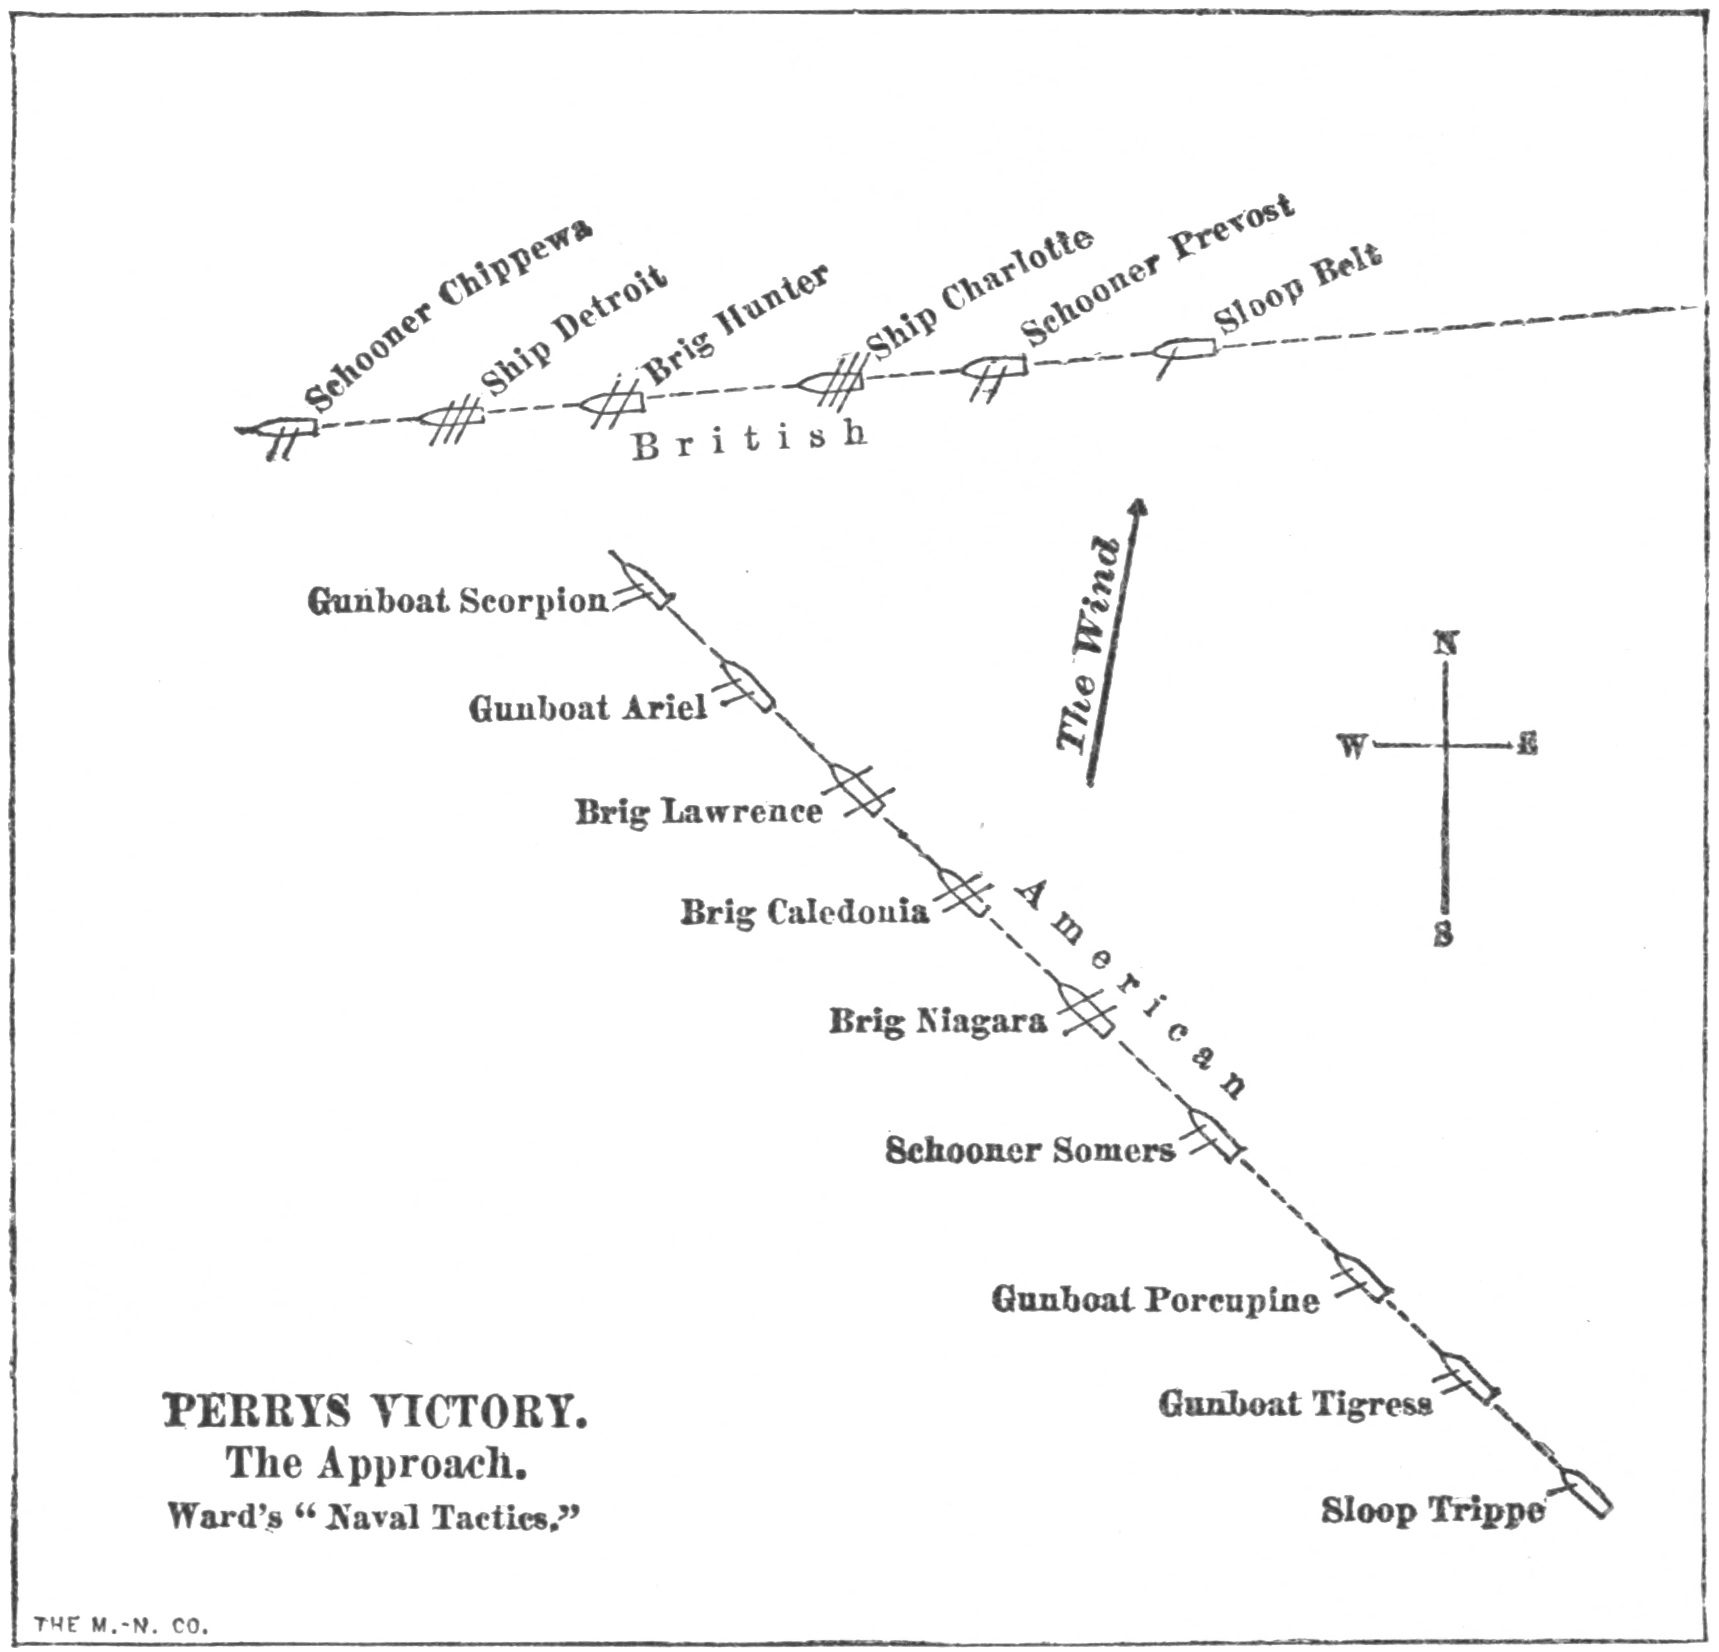 Schooner Chippewa
Ship Detroit
Brig Hunter
Ship Charlotte
Schooner Prevost
Sloop Belt
British
The Wind
N
W
E
S
Gunboat Scorpion
Gunboat Ariel
Brig Lawrence
Brig Caledonia
American
Brig Niagara
Schooner Somers
Gunboat Porcupine
Gunboat Tigress
Sloop Trippe
PERRYS VICTORY.
The Approach.
Ward's “ Naval Tactics.”
THE M.-N. CO.